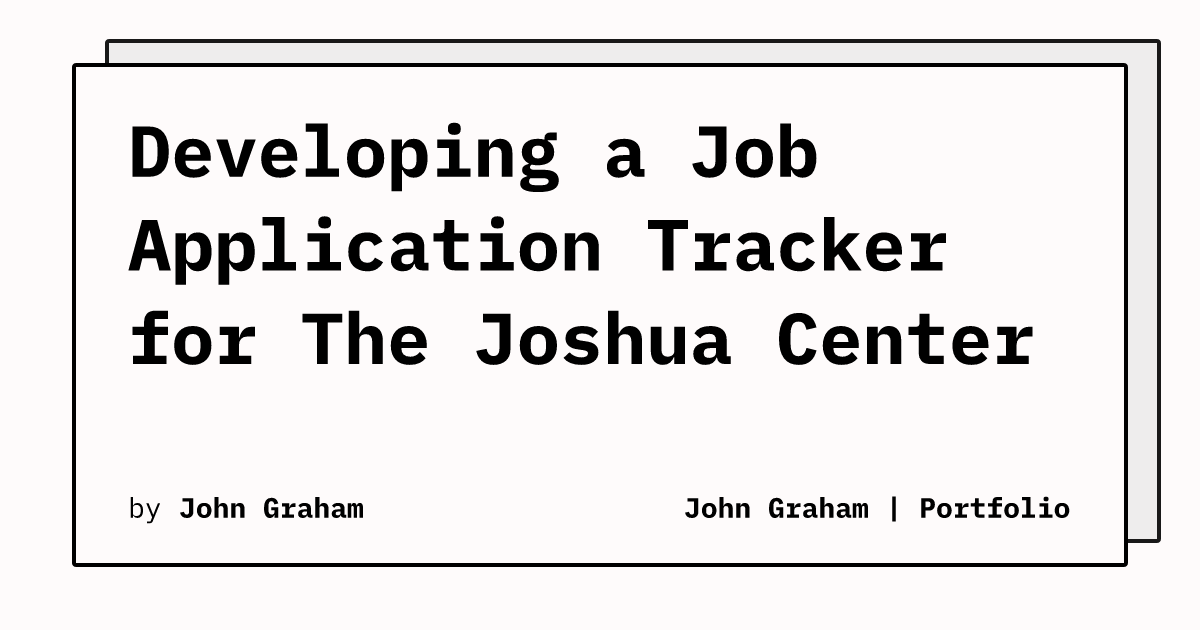 Developing a Job
Application Tracker
for The Joshua Center
by John Graham
John Graham | Portfolio